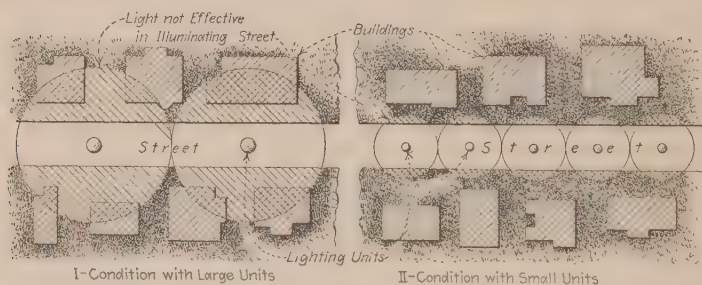 Light not Effective
in Illuminating Street
Buildings
Street
Street
Lighting Units
I-Condition with Large Units
II-Condition with Small Units